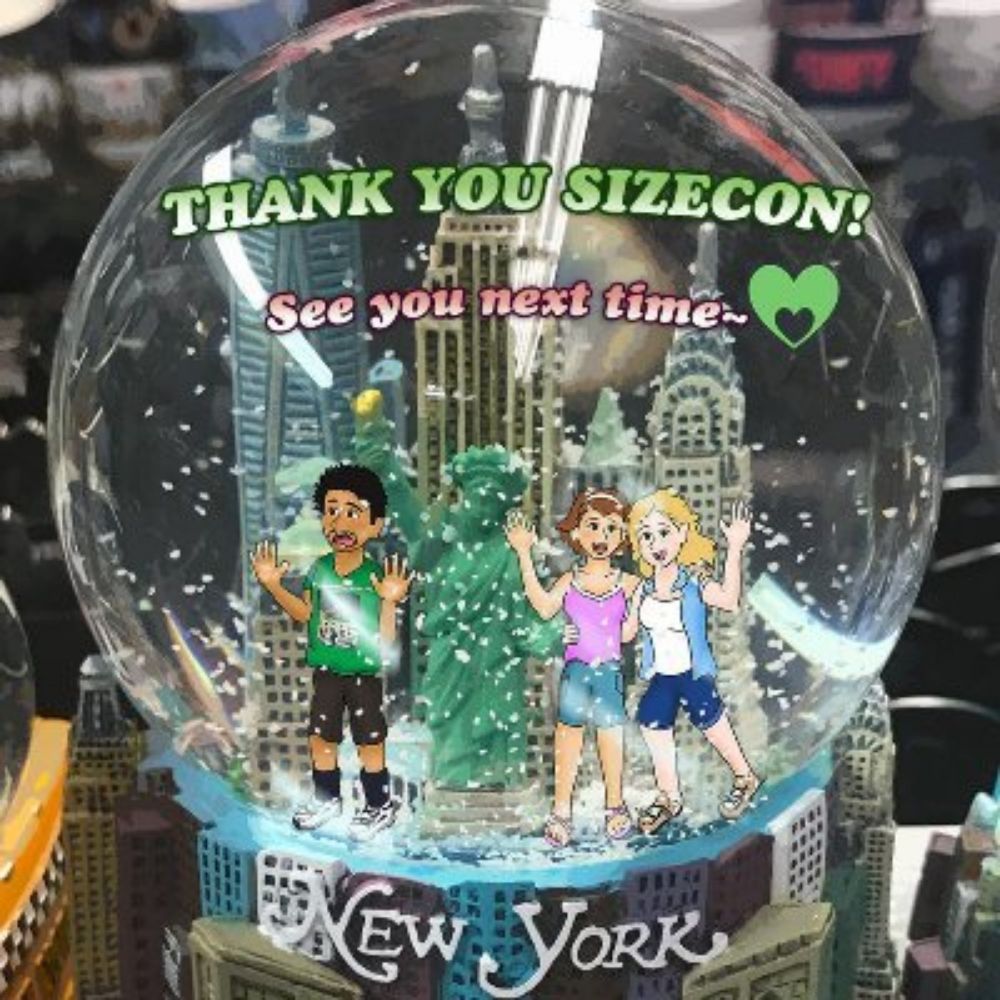 THANK YOU SIZECON!
See you next time~
NEW YORK